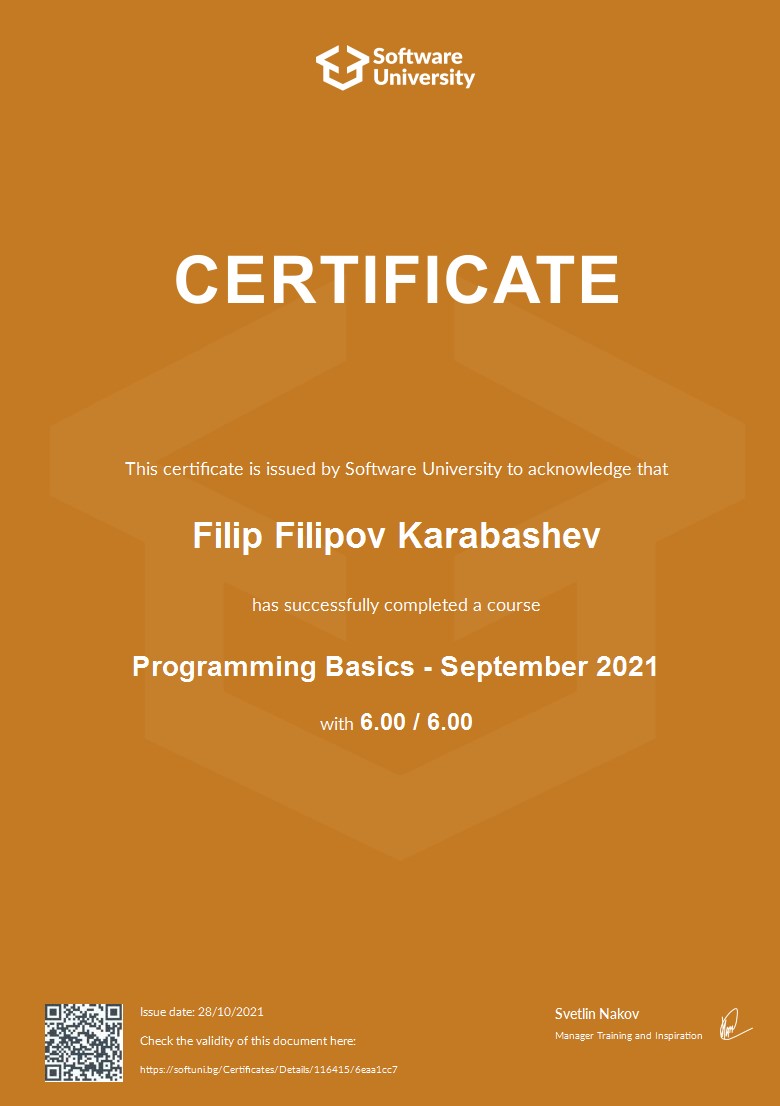 Software
University
CERTIFICATE
This certificate is issued by Software University to acknowledge that
Filip Filipov Karabashev
has successfully completed a course
Programming Basics - September 2021
with 6.00 / 6.00
Issue date: 28/10/2021
Check the validity of this document here:
https://softuni.bg/Certificates/Details/116415/6eaa1cc7
Svetlin Nakov
Manager Training and Inspiration